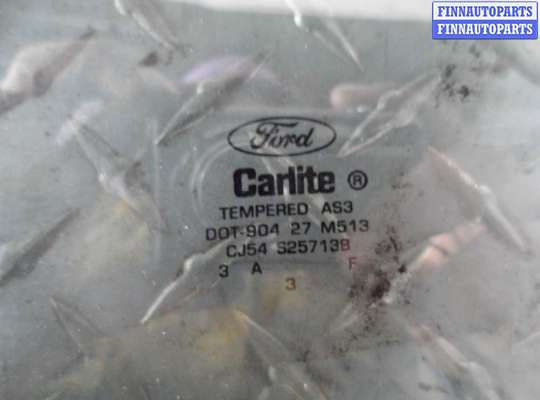 FINNAUTOPARTS
FINNAUTOPARTS
Ford
Carlite ®
TEMPERED AS3
DOT-904 27 M513
CJ54 S25713B
3 A F
3